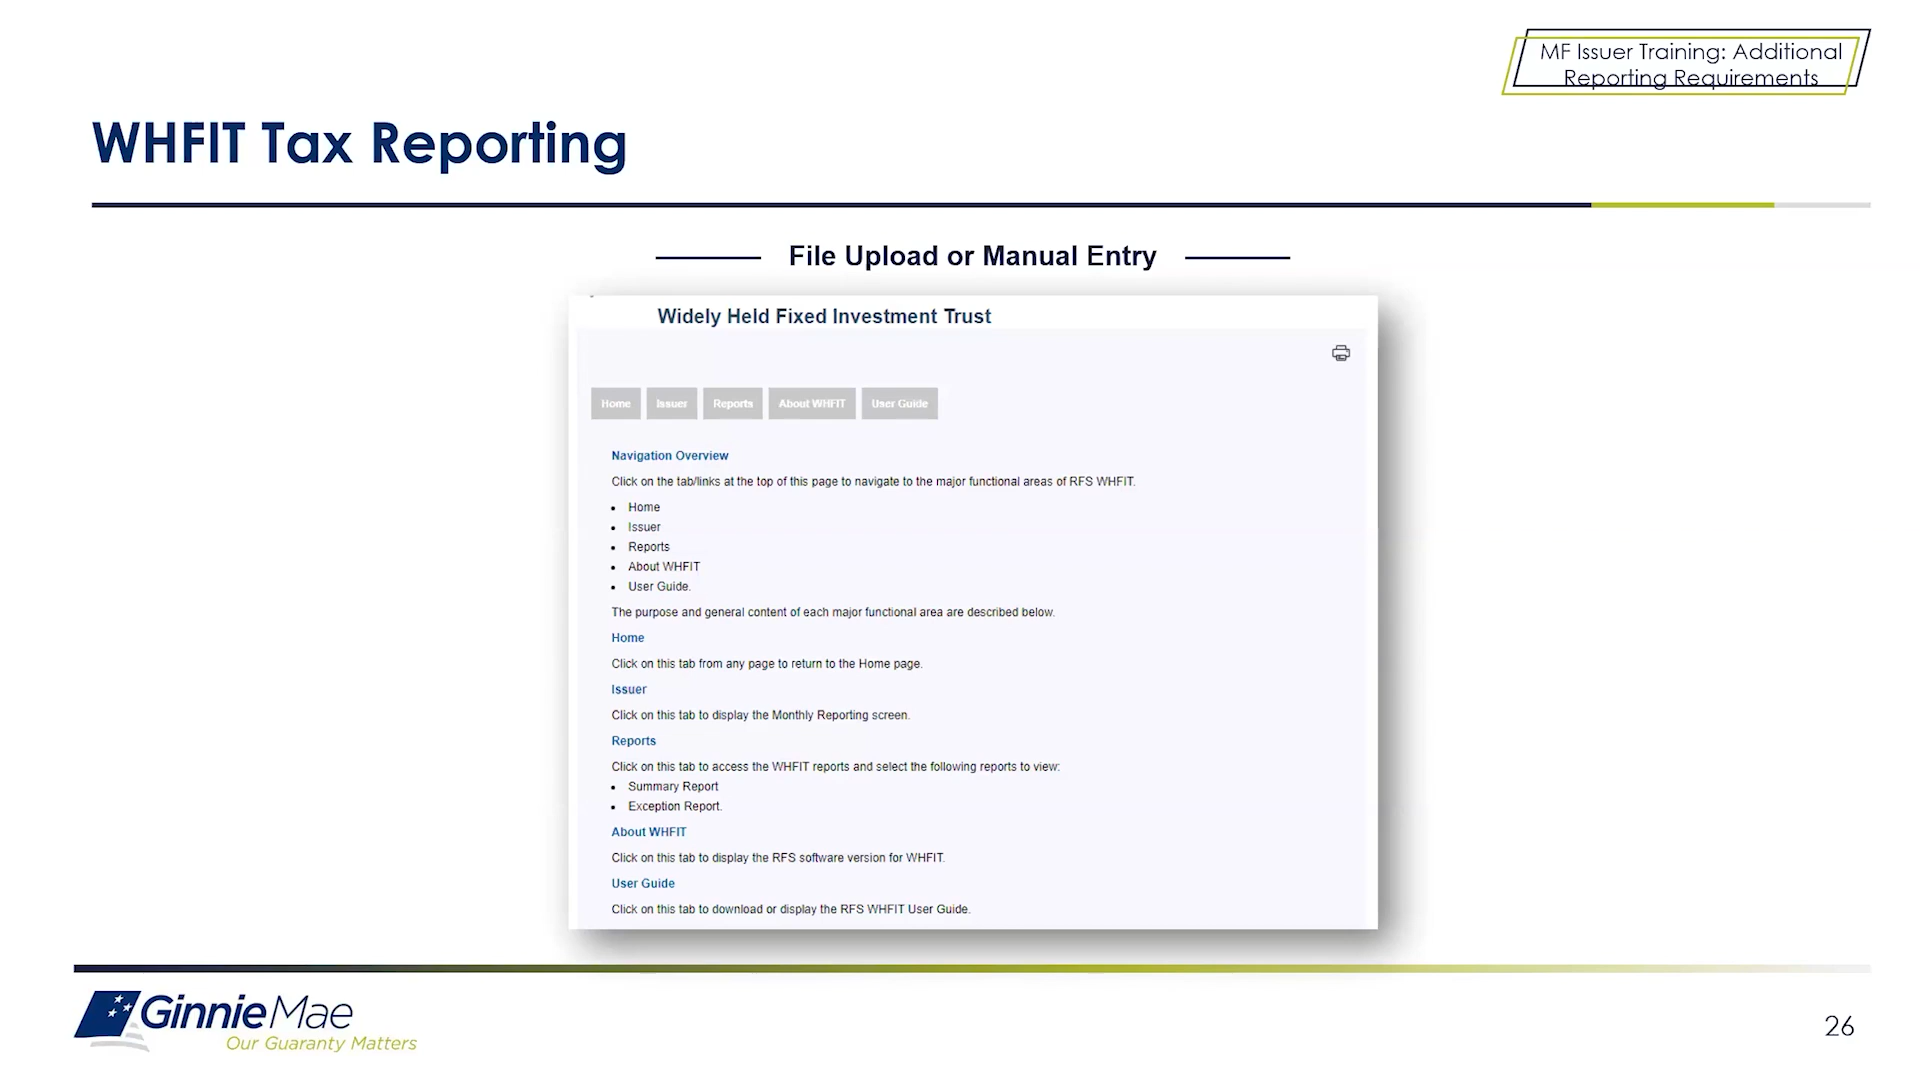 MF Issuer Training: Additional
Reporting Requirements
WHFIT Tax Reporting
File Upload or Manual Entry
Widely Held Fixed Investment Trust
Home Issuer Reports About WHFIT User Guide
Navigation Overview
Click on the tab/links at the top of this page to navigate to the major functional areas of RFS WHFIT.
• Home
• Issuer
• Reports
• About WHFIT
• User Guide.
The purpose and general content of each major functional area are described below.
Home
Click on this tab from any page to return to the Home page.
Issuer
Click on this tab to display the Monthly Reporting screen.
Reports
Click on this tab to access the WHFIT reports and select the following reports to view:
• Summary Report
• Exception Report.
About WHFIT
Click on this tab to display the RFS software version for WHFIT.
User Guide
Click on this tab to download or display the RFS WHFIT User Guide.
GinnieMae
Our Guaranty Matters
26